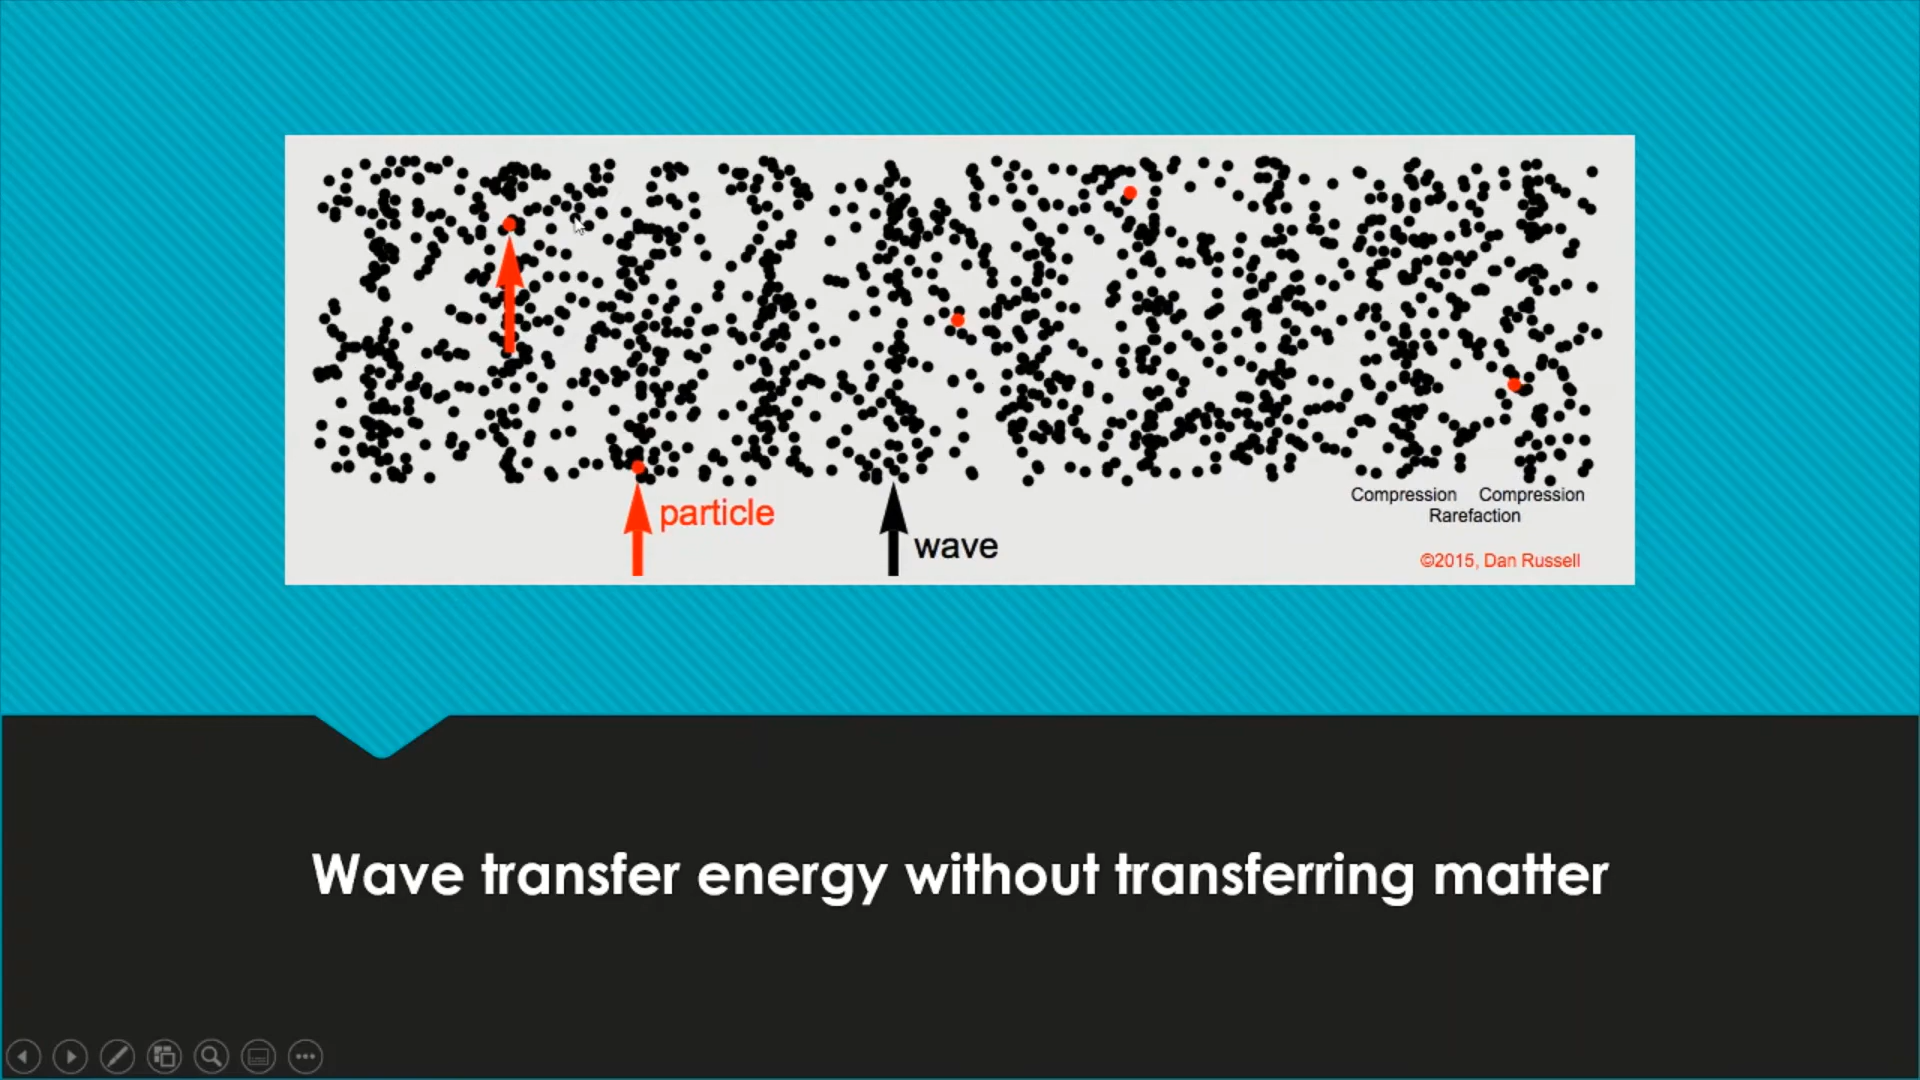 particle
wave
Compression Compression
Rarefaction
©2015, Dan Russell
Wave transfer energy without transferring matter